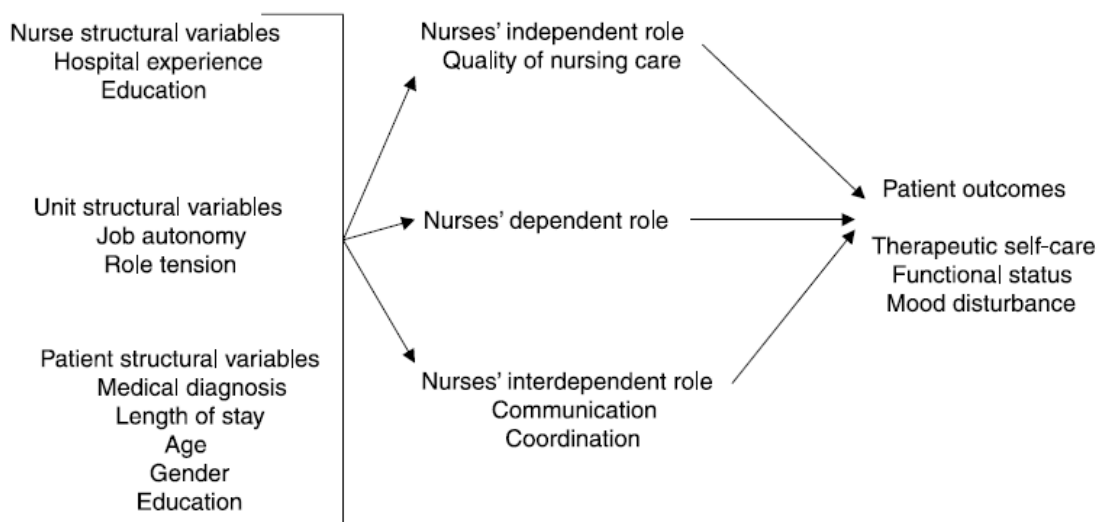 Nurse structural variables
Hospital experience
Education
Unit structural variables
Job autonomy
Role tension
Patient structural variables
Medical diagnosis
Length of stay
Age
Gender
Education
Nurses’ independent role
Quality of nursing care
Nurses’ dependent role
Nurses’ interdependent role
Communication
Coordination
Patient outcomes
Therapeutic self-care
Functional status
Mood disturbance